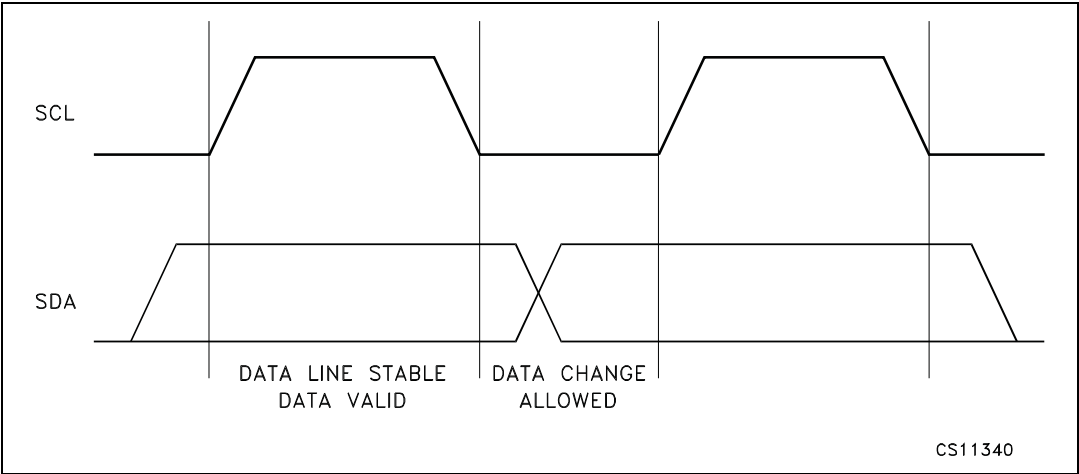 SCL
SDA
DATA LINE STABLE
DATA VALID
DATA CHANGE
ALLOWED
CS11340